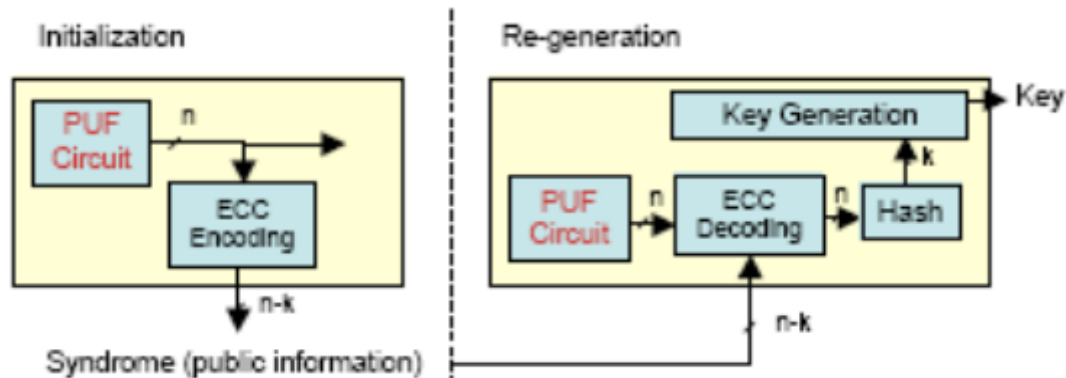 Initialization
PUF
Circuit
n
ECC
Encoding
n-k
Syndrome (public information)
Re-generation
Key Generation
Key
k
PUF
Circuit
n
ECC
Decoding
n
Hash
n-k